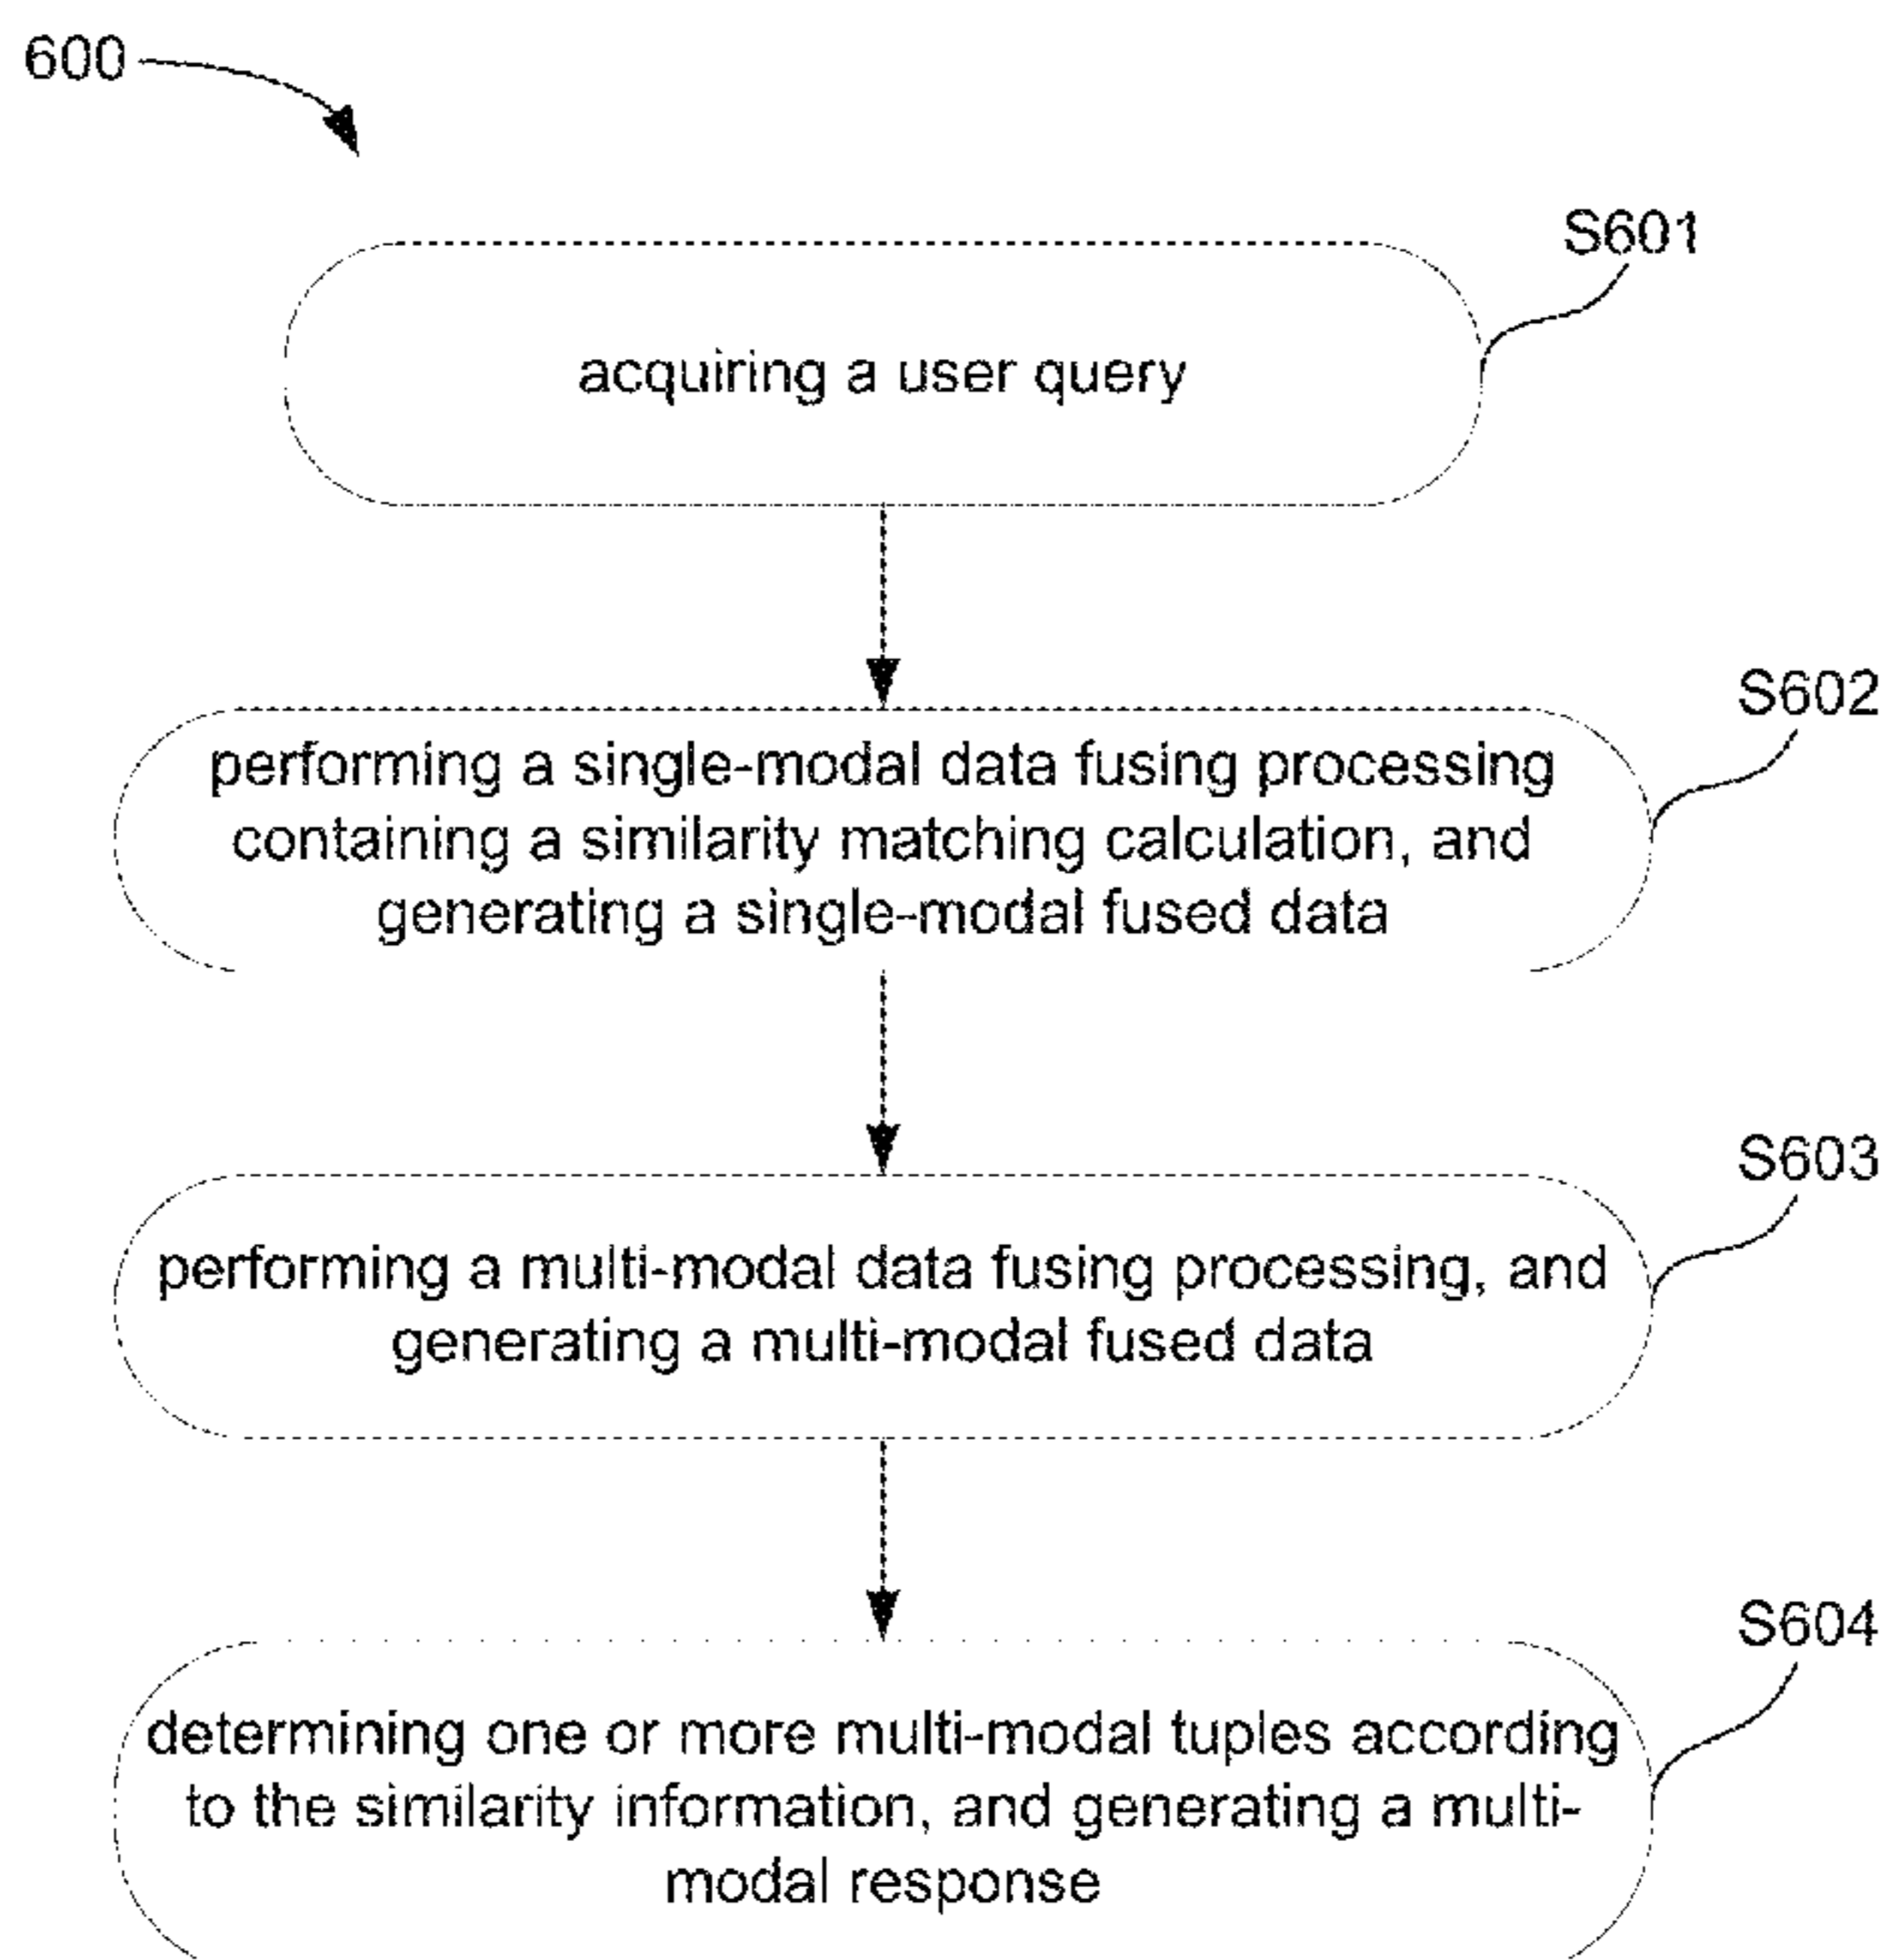 600
S601
acquiring a user query
S602
performing a single-modal data fusing processing
containing a similarity matching calculation, and
generating a single-modal fused data
S603
performing a multi-modal data fusing processing, and
generating a multi-modal fused data
S604
determining one or more multi-modal tuples according
to the similarity information, and generating a multi-
modal response